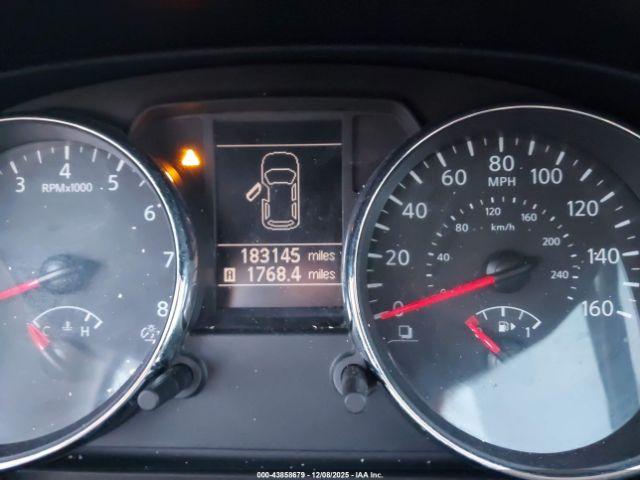 3 4 5 6 7 8
RPMx1000
C H
183145 miles
A 1768.4 miles
0 20 40 60 80 100 120 140 160
MPH
40 80 120 160 200 240
km/h
1
000-43858679 - 12/08/2025 - IAA Inc.